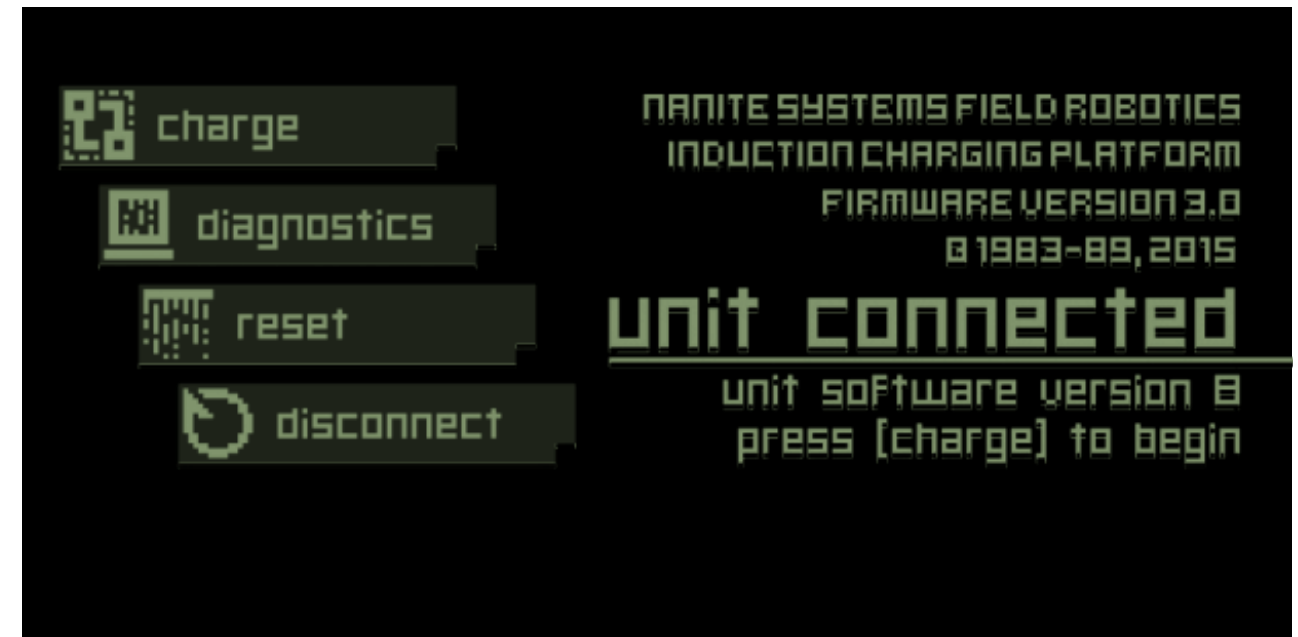 charge
diagnostics
reset
disconnect
NANITE SYSTEMS FIELD ROBOTICS
INDUCTION CHARGING PLATFORM
FIRMWARE VERSION 3.0
© 1983-89, 2015
unit connected
unit software version 8
press [charge] to begin